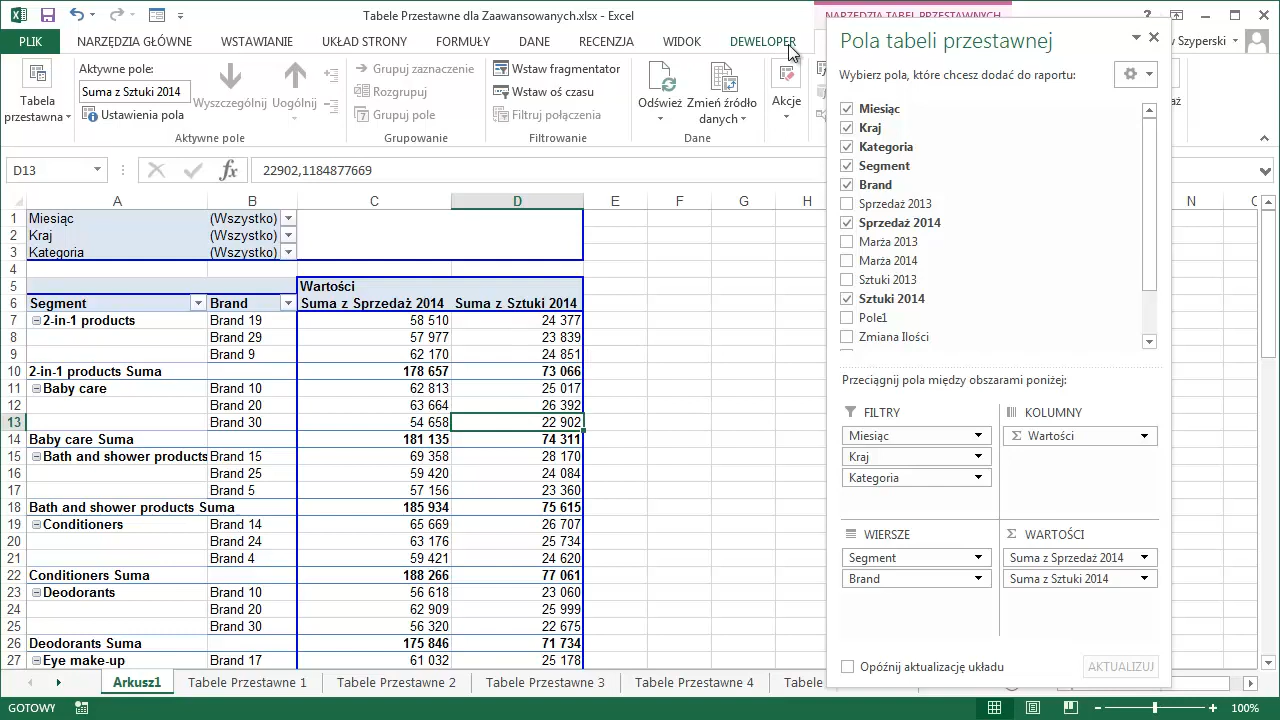 Tabele Przestawne dla Zaawansowanych.xlsx - Excel
NARZĘDZIA TABEL PRZESTAWNYCH
PLIK NARZĘDZIA GŁÓWNE WSTAWIANIE UKŁAD STRONY FORMUŁY DANE RECENZJA WIDOK DEWELOPER Szyperski
Aktywne pole:
Suma z Sztuki 2014
Ustawienia pola
Tabela
przestawna
Wyszczególnij
Uogólnij
Aktywne pole
Grupuj zaznaczenie
Rozgrupuj
Grupuj pole
Grupowanie
Wstaw fragmentator
Wstaw oś czasu
Filtruj połączenia
Filtrowanie
Odśwież
Zmień źródło
danych
Dane
Akcje
D13 fx 22902,1184877669
A B C D E F G H N
1 Miesiąc (Wszystko)
2 Kraj (Wszystko)
3 Kategoria (Wszystko)
4
5 Wartości
6 Segment Brand Suma z Sprzedaż 2014 Suma z Sztuki 2014
7 2-in-1 products Brand 19 58 510 24 377
8 Brand 29 57 977 23 839
9 Brand 9 62 170 24 851
10 2-in-1 products Suma 178 657 73 066
11 Baby care Brand 10 62 813 25 017
12 Brand 20 63 664 26 392
13 Brand 30 54 658 22 902
14 Baby care Suma 181 135 74 311
15 Bath and shower products Brand 15 69 358 28 170
16 Brand 25 59 420 24 084
17 Brand 5 57 156 23 360
18 Bath and shower products Suma 185 934 75 615
19 Conditioners Brand 14 65 669 26 707
20 Brand 24 63 176 25 734
21 Brand 4 59 421 24 620
22 Conditioners Suma 188 266 77 061
23 Deodorants Brand 10 56 618 23 060
24 Brand 20 62 909 25 999
25 Brand 30 56 320 22 675
26 Deodorants Suma 175 846 71 734
27 Eye make-up Brand 17 61 032 25 178
Arkusz1 Tabele Przestawne 1 Tabele Przestawne 2 Tabele Przestawne 3 Tabele Przestawne 4 Tabele
GOTOWY 100%
Pola tabeli przestawnej
Wybierz pola, które chcesz dodać do raportu:
Miesiąc
Kraj
Kategoria
Segment
Brand
Sprzedaż 2013
Sprzedaż 2014
Marża 2013
Marża 2014
Sztuki 2013
Sztuki 2014
Pole1
Zmiana Ilości
Przeciągnij pola między obszarami poniżej:
FILTRY
Miesiąc
Kraj
Kategoria
KOLUMNY
Σ Wartości
WIERSZE
Segment
Brand
Σ WARTOŚCI
Suma z Sprzedaż 2014
Suma z Sztuki 2014
Opóźnij aktualizację układu
AKTUALIZUJ